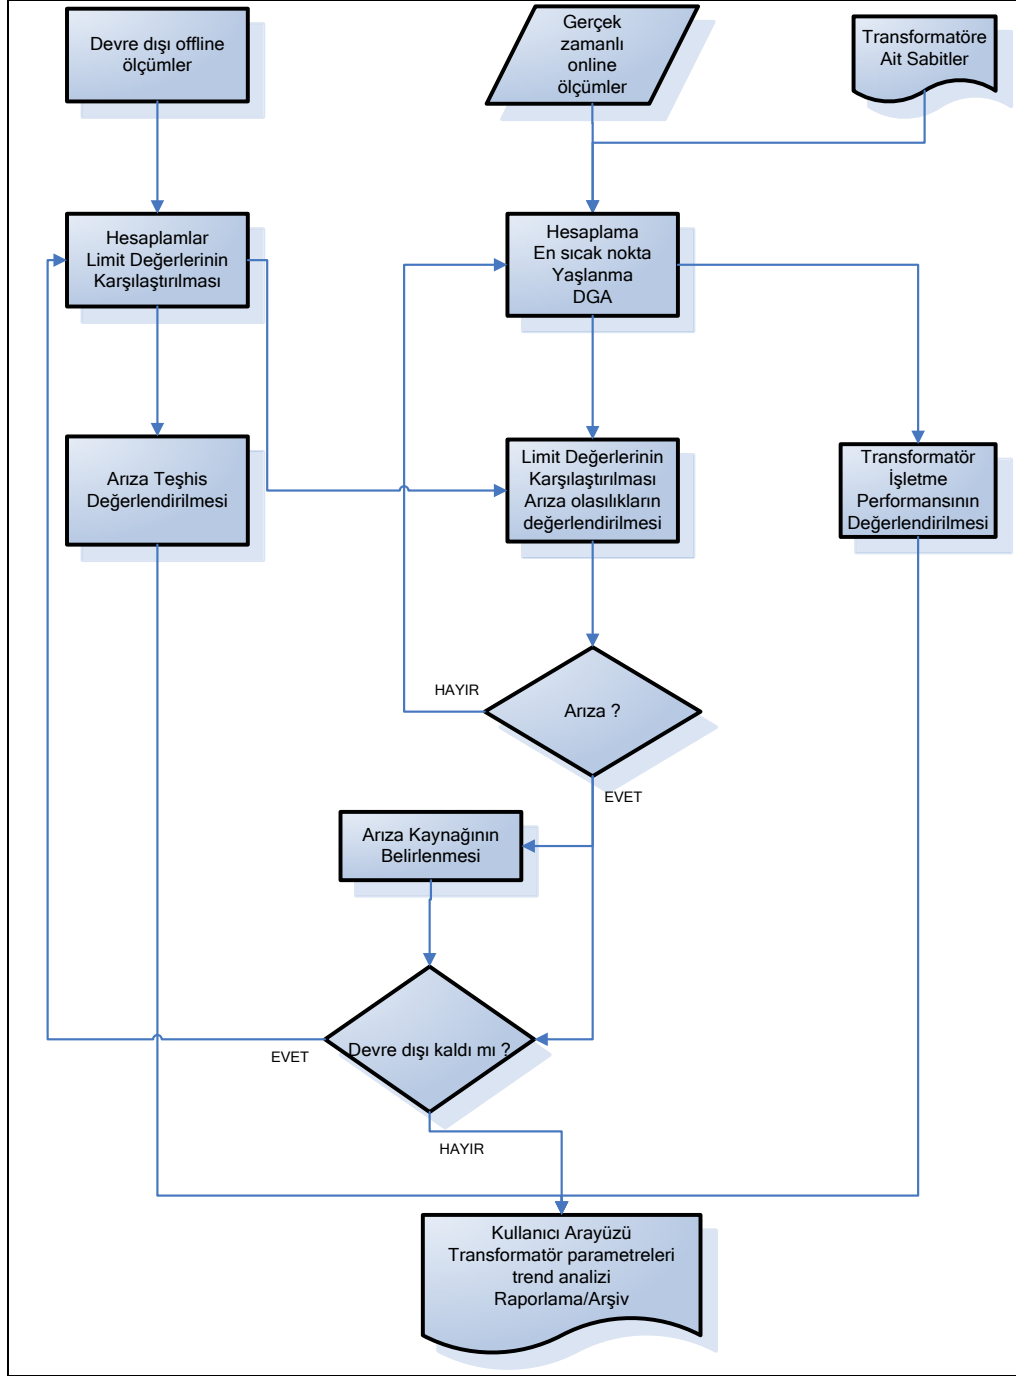 Devre dışı offline
ölçümler
Gerçek
zamanlı
online
ölçümler
Transformatöre
Ait Sabitler
Hesaplamlar
Limit Değerlerinin
Karşılaştırılması
Hesaplama
En sıcak nokta
Yaşlanma
DGA
Arıza Teşhis
Değerlendirilmesi
Limit Değerlerinin
Karşılaştırılması
Arıza olasılıkların
değerlendirilmesi
Transformatör
İşletme
Performansının
Değerlendirilmesi
HAYIR
Arıza ?
EVET
Arıza Kaynağının
Belirlenmesi
Devre dışı kaldı mı ?
EVET
HAYIR
Kullanıcı Arayüzü
Transformatör parametreleri
trend analizi
Raporlama/Arşiv